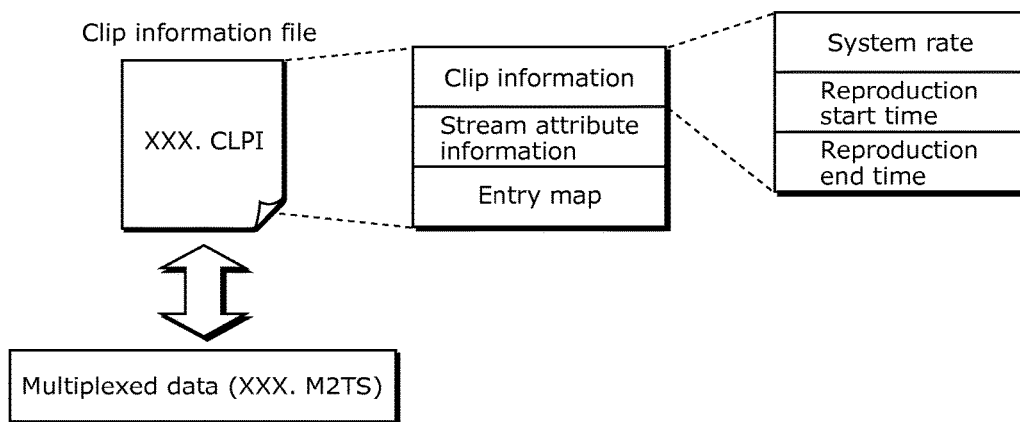 Clip information file
XXX. CLPI
Clip information
Stream attribute
information
Entry map
System rate
Reproduction
start time
Reproduction
end time
Multiplexed data (XXX. M2TS)